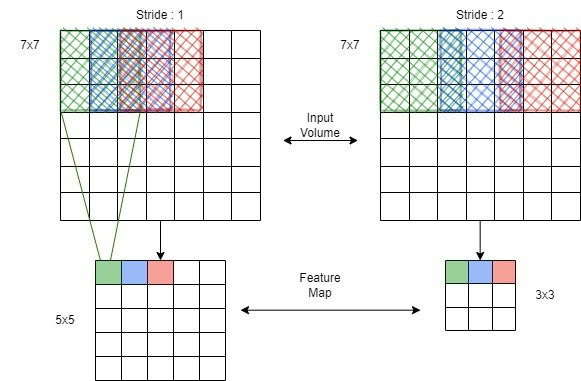 Stride : 1
Stride : 2
7x7
7x7
Input
Volume
Feature
Map
5x5
3x3